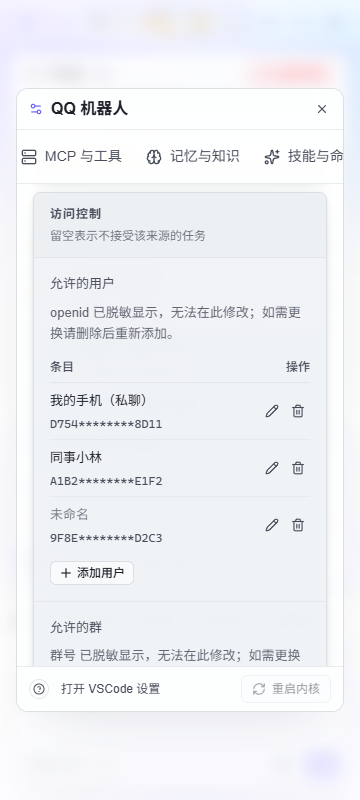 QQ 机器人
MCP 与工具 记忆与知识 技能与命
访问控制
留空表示不接受该来源的任务
允许的用户
openid 已脱敏显示，无法在此修改；如需更
换请删除后重新添加。
条目 操作
我的手机（私聊）
D754********8D11
同事小林
A1B2********E1F2
未命名
9F8E********D2C3
添加用户
允许的群
群号 已脱敏显示，无法在此修改；如需更换
打开 VSCode 设置 重启内核